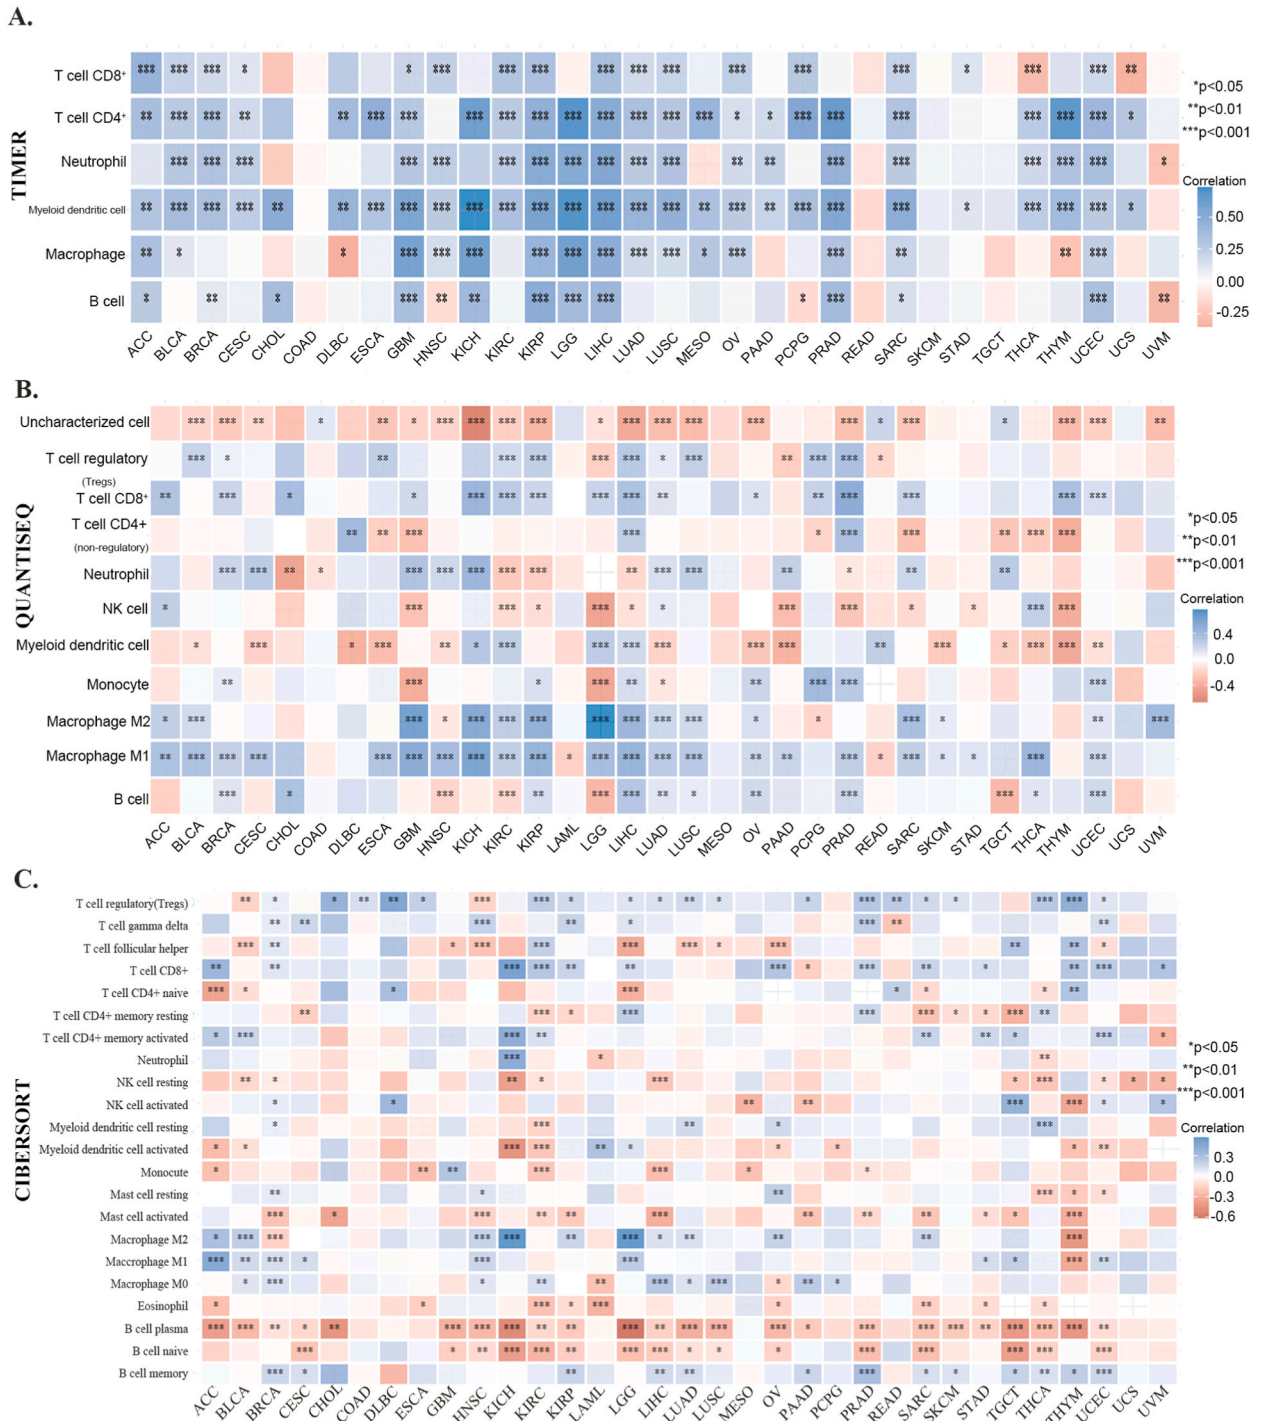 A.
TIMER
T cell CD8⁺
T cell CD4⁺
Neutrophil
Myeloid dendritic cell
Macrophage
B cell
ACC BLCA BRCA CESC CHOL COAD DLBC ESCA GBM HNSC KICH KIRC KIRP LGG LIHC LUAD LUSC MESO OV PAAD PCPG PRAD READ SARC SKCM STAD TGCT THCA THYM UCEC UCS UVM
*p<0.05
**p<0.01
***p<0.001
Correlation
0.50
0.25
0.00
-0.25
B.
QUANTISEQ
Uncharacterized cell
T cell regulatory
(Tregs)
T cell CD8⁺
T cell CD4+
(non-regulatory)
Neutrophil
NK cell
Myeloid dendritic cell
Monocyte
Macrophage M2
Macrophage M1
B cell
ACC BLCA BRCA CESC CHOL COAD DLBC ESCA GBM HNSC KICH KIRC KIRP LAML LGG LIHC LUAD LUSC MESO OV PAAD PCPG PRAD READ SARC SKCM STAD TGCT THCA THYM UCEC UCS UVM
*p<0.05
**p<0.01
***p<0.001
Correlation
0.4
0.0
-0.4
C.
CIBERSORT
T cell regulatory(Tregs)
T cell gamma delta
T cell follicular helper
T cell CD8+
T cell CD4+ naive
T cell CD4+ memory resting
T cell CD4+ memory activated
Neutrophil
NK cell resting
NK cell activated
Myeloid dendritic cell resting
Myeloid dendritic cell activated
Monocute
Mast cell resting
Mast cell activated
Macrophage M2
Maccrophage M1
Macrophage M0
Eosinophil
B cell plasma
B cell naive
B cell memory
ACC BLCA BRCA CESC CHOL COAD DLBC ESCA GBM HNSC KICH KIRC KIRP LAML LGG LIHC LUAD LUSC MESO OV PAAD PCPG PRAD READ SARC SKCM STAD TGCT THCA THYM UCEC UCS UVM
*p<0.05
**p<0.01
***p<0.001
Correlation
0.3
0.0
-0.3
-0.6